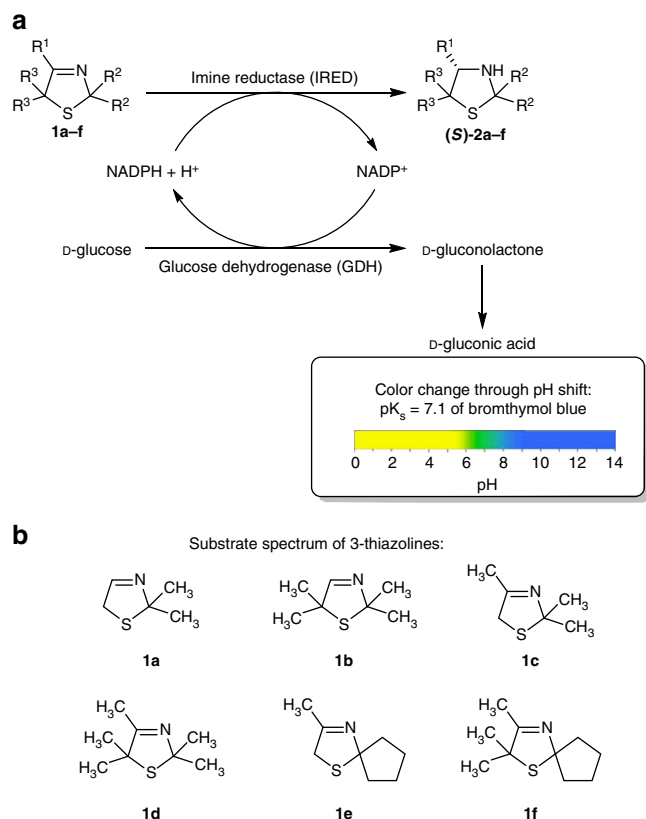 a
R¹
N
R³
R³
S
R²
R²
1a–f
Imine reductase (IRED)
R¹
NH
R³
R³
S
R²
R²
(S)-2a–f
NADPH + H⁺
NADP⁺
D-glucose
Glucose dehydrogenase (GDH)
D-gluconolactone
D-gluconic acid
Color change through pH shift:
pKₛ = 7.1 of bromthymol blue
0 2 4 6 8 10 12 14
pH
b
Substrate spectrum of 3-thiazolines:
N
CH₃
CH₃
S
1a
H₃C
H₃C
N
CH₃
CH₃
S
1b
H₃C
N
CH₃
CH₃
S
1c
H₃C
H₃C
H₃C
N
CH₃
CH₃
S
1d
H₃C
N
S
1e
H₃C
H₃C
H₃C
N
S
1f